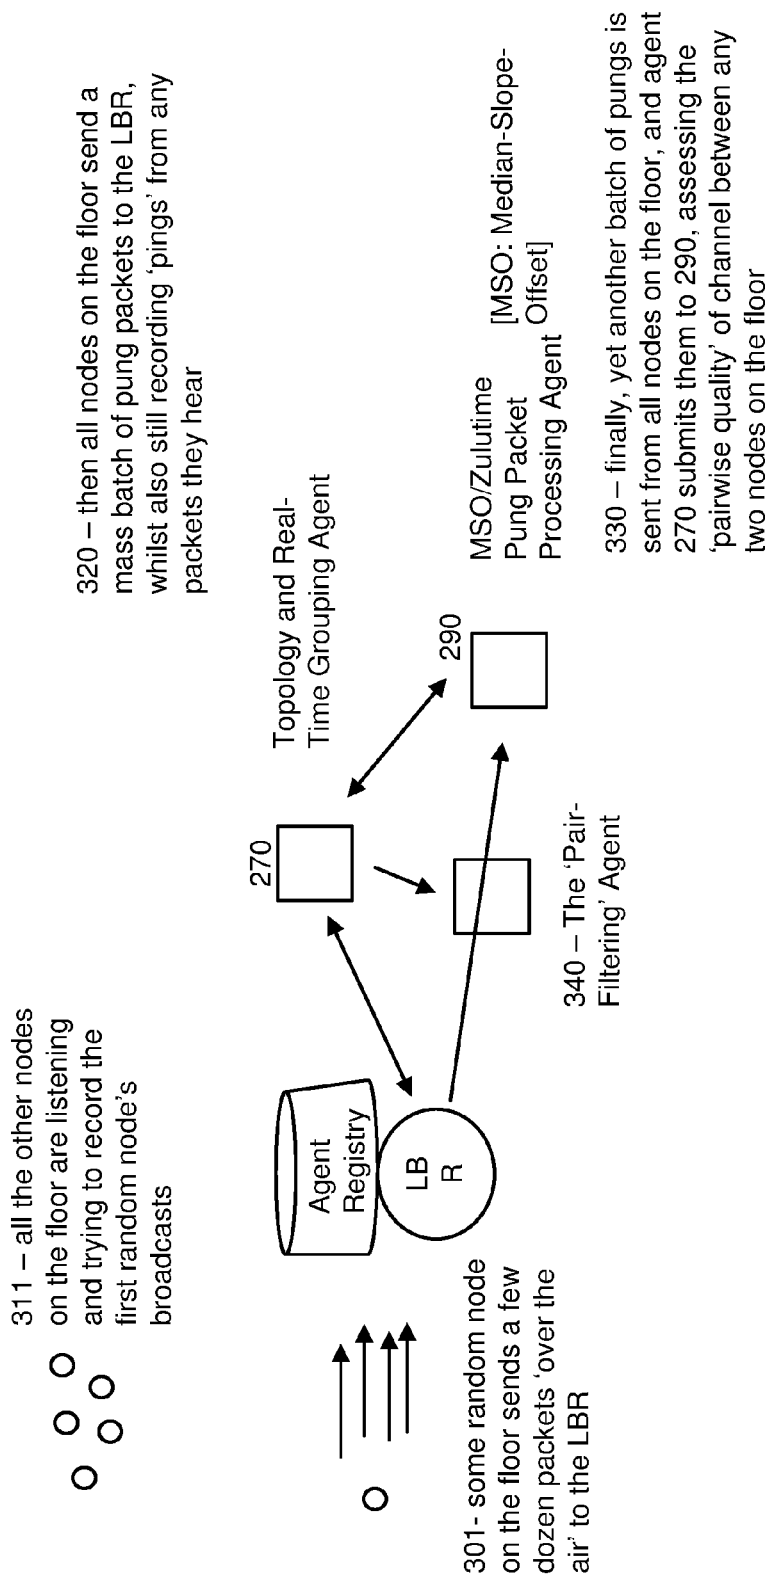 311 – all the other nodes
on the floor are listening
and trying to record the
first random node's
broadcasts
320 – then all nodes on the floor send a
mass batch of pung packets to the LBR,
whilst also still recording 'pings' from any
packets they hear
Agent
Registry
LB
R
270
Topology and Real-
Time Grouping Agent
290
MSO/Zulutime
Pung Packet
Processing Agent
[MSO: Median-Slope-
Offset]
301- some random node
on the floor sends a few
dozen packets 'over the
air' to the LBR
340 – The 'Pair-
Filtering' Agent
330 – finally, yet another batch of pungs is
sent from all nodes on the floor, and agent
270 submits them to 290, assessing the
'pairwise quality' of channel between any
two nodes on the floor